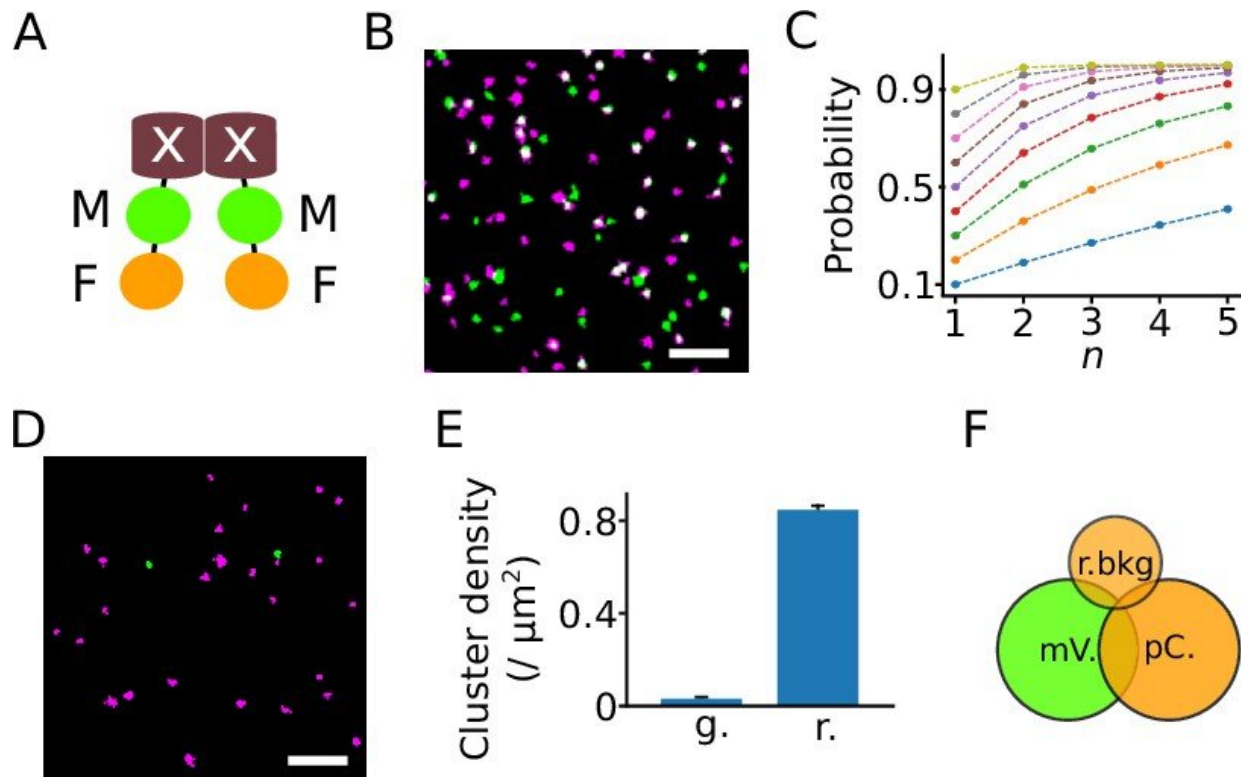 A
X X
M M
F F
B
C
Probability
0.9
0.5
0.1
1 2 3 4 5
n
D
E
Cluster density
(/ μm²)
0.8
0.4
0
g. r.
F
r.bkg
mV. pC.